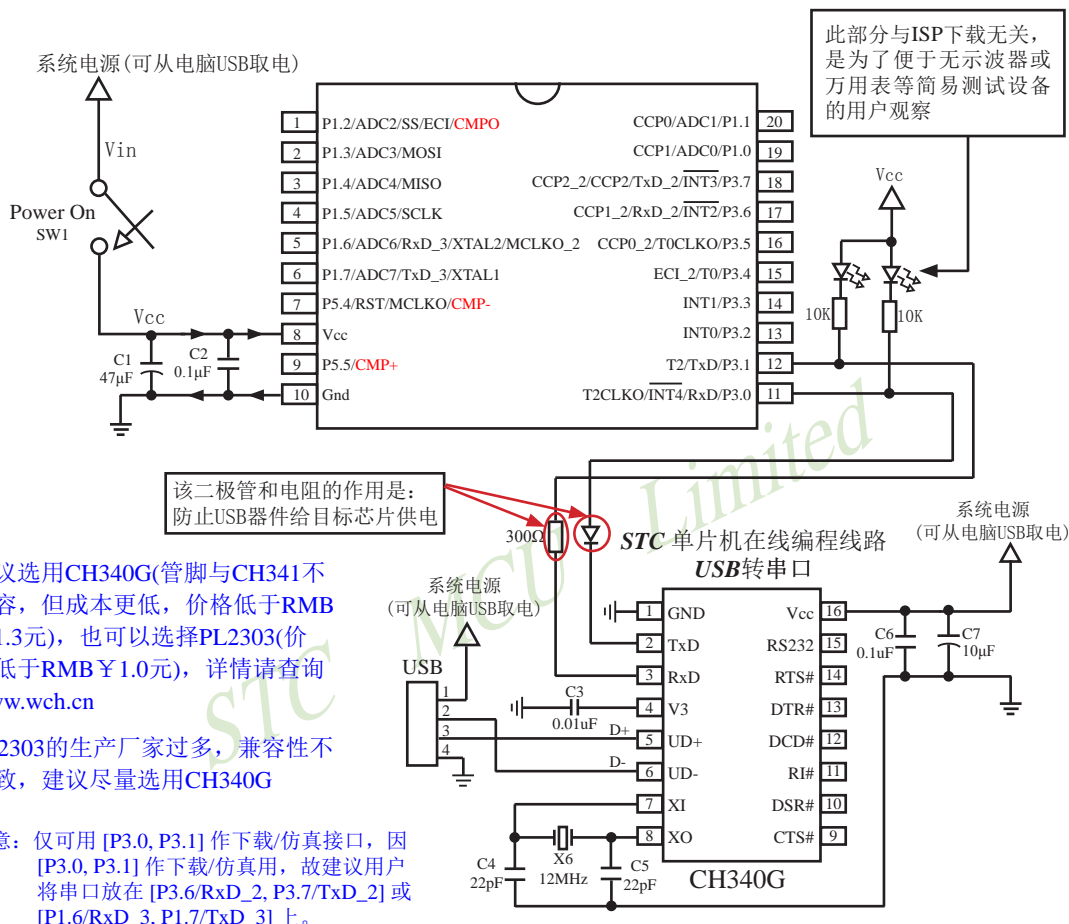 系统电源(可从电脑USB取电)
Vin
Power On
SW1
Vcc
C1
47μF
C2
0.1μF
1 P1.2/ADC2/SS/ECI/CMPO
2 P1.3/ADC3/MOSI
3 P1.4/ADC4/MISO
4 P1.5/ADC5/SCLK
5 P1.6/ADC6/RxD_3/XTAL2/MCLKO_2
6 P1.7/ADC7/TxD_3/XTAL1
7 P5.4/RST/MCLKO/CMP-
8 Vcc
9 P5.5/CMP+
10 Gnd
CCP0/ADC1/P1.1 20
CCP1/ADC0/P1.0 19
CCP2_2/CCP2/TxD_2/INT3/P3.7 18
CCP1_2/RxD_2/INT2/P3.6 17
CCP0_2/T0CLKO/P3.5 16
ECI_2/T0/P3.4 15
INT1/P3.3 14
INT0/P3.2 13
T2/TxD/P3.1 12
T2CLKO/INT4/RxD/P3.0 11
此部分与ISP下载无关,
是为了便于无示波器或
万用表等简易测试设备
的用户观察
Vcc
10K
10K
该二极管和电阻的作用是:
防止USB器件给目标芯片供电
300Ω
STC 单片机在线编程线路
USB转串口
系统电源
(可从电脑USB取电)
系统电源
(可从电脑USB取电)
USB
1
2
3
4
C3
0.01uF
D+
D-
1 GND
2 TxD
3 RxD
4 V3
5 UD+
6 UD-
7 XI
8 XO
Vcc 16
RS232 15
RTS# 14
DTR# 13
DCD# 12
RI# 11
DSR# 10
CTS# 9
CH340G
C6
0.1uF
C7
10μF
C4
22pF
X6
12MHz
C5
22pF
议选用CH340G(管脚与CH341不
容，但成本更低，价格低于RMB
1.3元)，也可以选择PL2303(价
低于RMB￥1.0元)，详情请查询
ww.wch.cn
2303的生产厂家过多，兼容性不
致，建议尽量选用CH340G
意：仅可用 [P3.0, P3.1] 作下载/仿真接口，因
[P3.0, P3.1] 作下载/仿真用，故建议用户
将串口放在 [P3.6/RxD_2, P3.7/TxD_2] 或
[P1.6/RxD_3, P1.7/TxD_3] 上。
STC MCU Limited